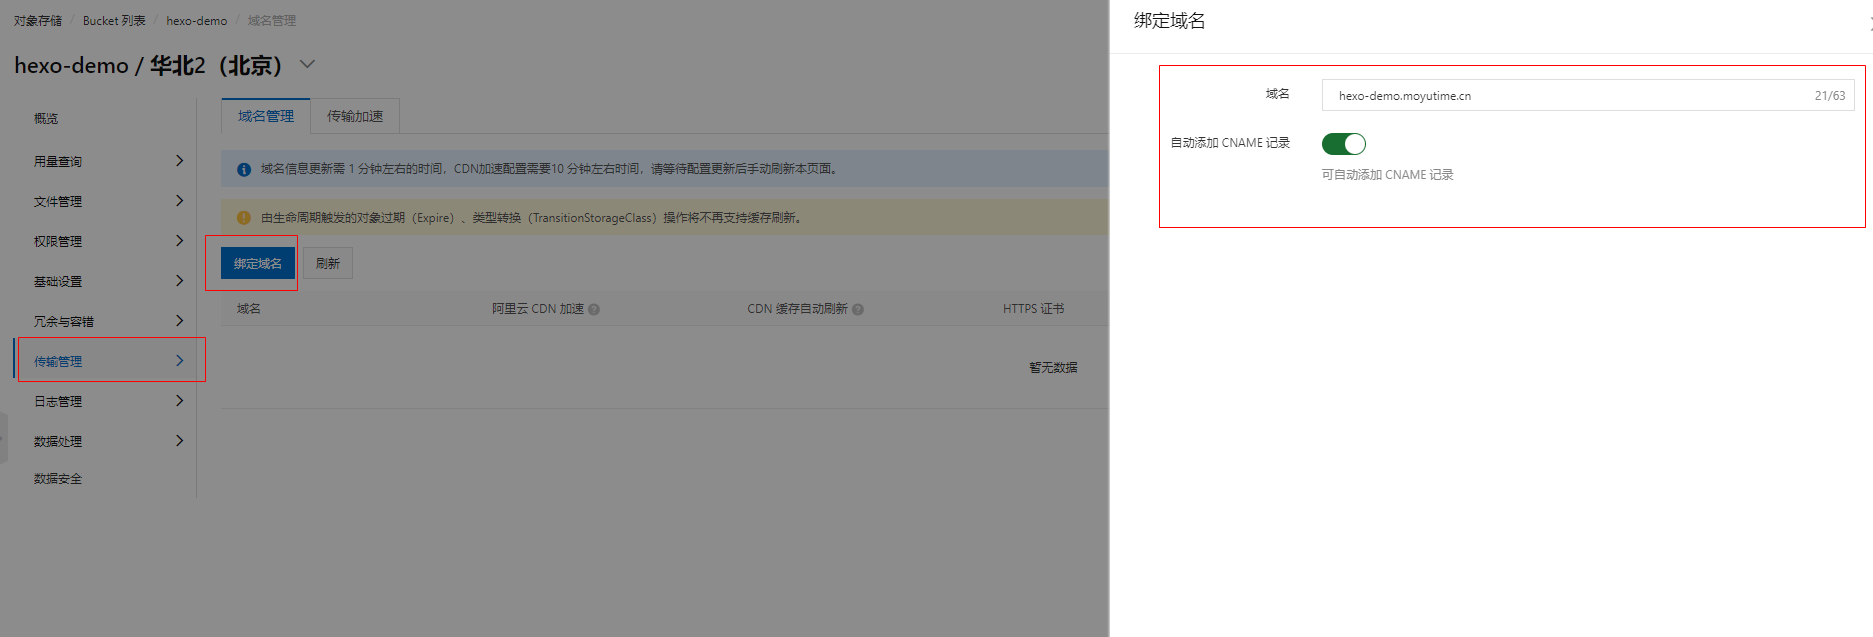 对象存储 / Bucket 列表 / hexo-demo / 域名管理
hexo-demo / 华北2（北京）
概览
用量查询
文件管理
权限管理
基础设置
冗余与容错
传输管理
日志管理
数据处理
数据安全
域名管理 传输加速
域名信息更新需 1 分钟左右的时间，CDN加速配置需要10 分钟左右时间，请等待配置更新后手动刷新本页面。
由生命周期触发的对象过期（Expire）、类型转换（TransitionStorageClass）操作将不再支持缓存刷新。
绑定域名 刷新
域名 阿里云 CDN 加速 CDN 缓存自动刷新 HTTPS 证书
暂无数据
绑定域名
域名 hexo-demo.moyutime.cn 21/63
自动添加 CNAME 记录
可自动添加 CNAME 记录